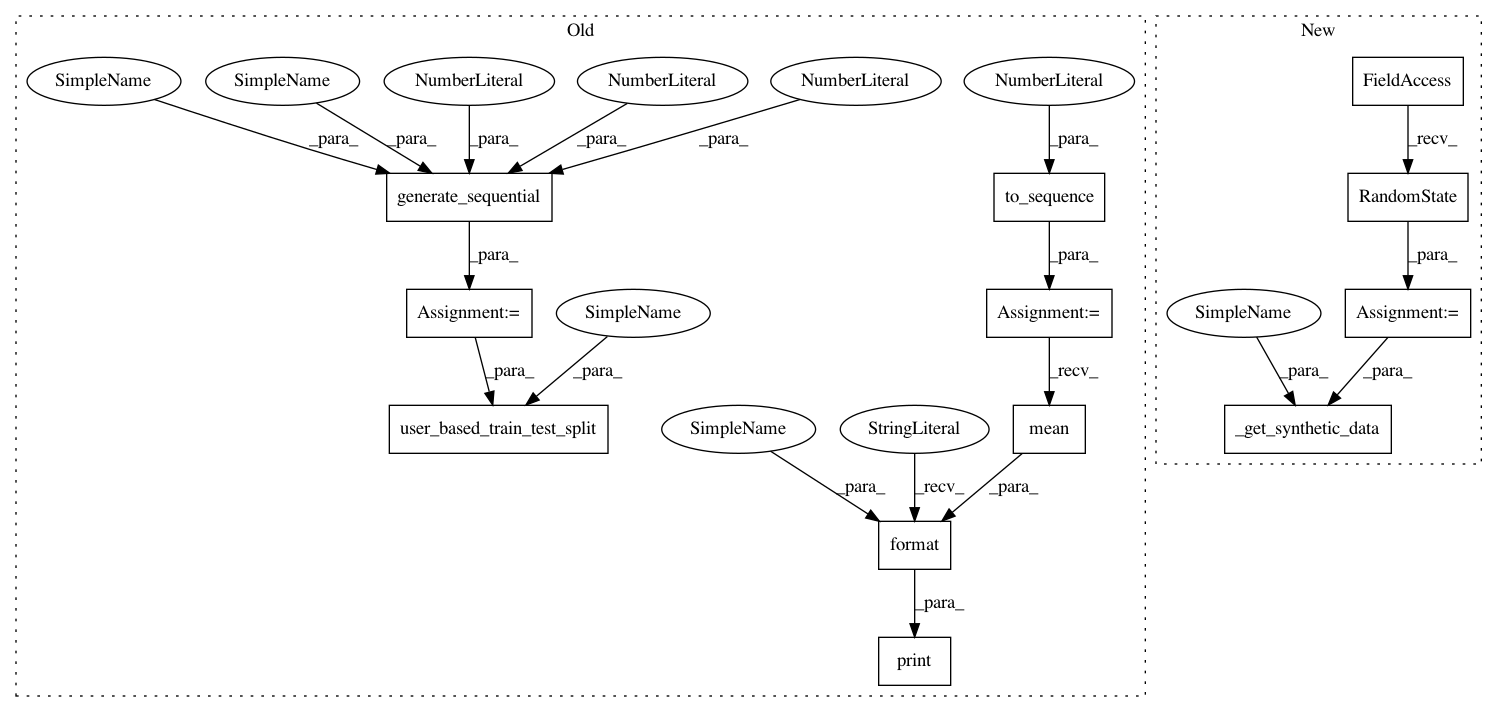 Old
New
SimpleName
SimpleName
NumberLiteral
NumberLiteral
NumberLiteral
NumberLiteral
FieldAccess
_para_
_para_
_para_
_para_
_para_
_para_
_recv_
generate_sequential
to_sequence
RandomState
_para_
_para_
_para_
Assignment:=
SimpleName
Assignment:=
SimpleName
Assignment:=
_para_
_para_
_recv_
_para_
_para_
user_based_train_test_split
SimpleName
StringLiteral
mean
_get_synthetic_data
_para_
_recv_
_para_
format
_para_
print